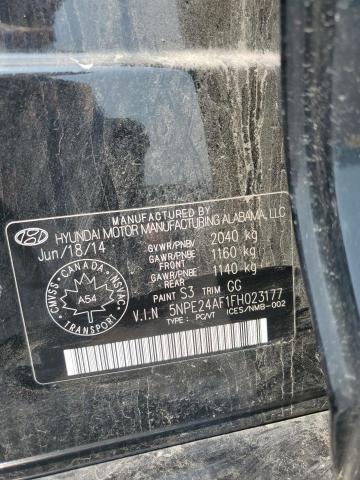 MANUFACTURED BY
HYUNDAI MOTOR MANUFACTURING ALABAMA, LLC
Jun/18/14
GVWR/PNBV 2040 kg
GAWR/PNBE FRONT 1160 kg
GAWR/PNBE REAR 1140 kg
PAINT S3 TRIM GG
V.I.N 5NPE24AF1FH023177
TYPE: PC/VT ICES/NMB-002
CANADA
CMVSS NSVAC
A54
TRANSPORT